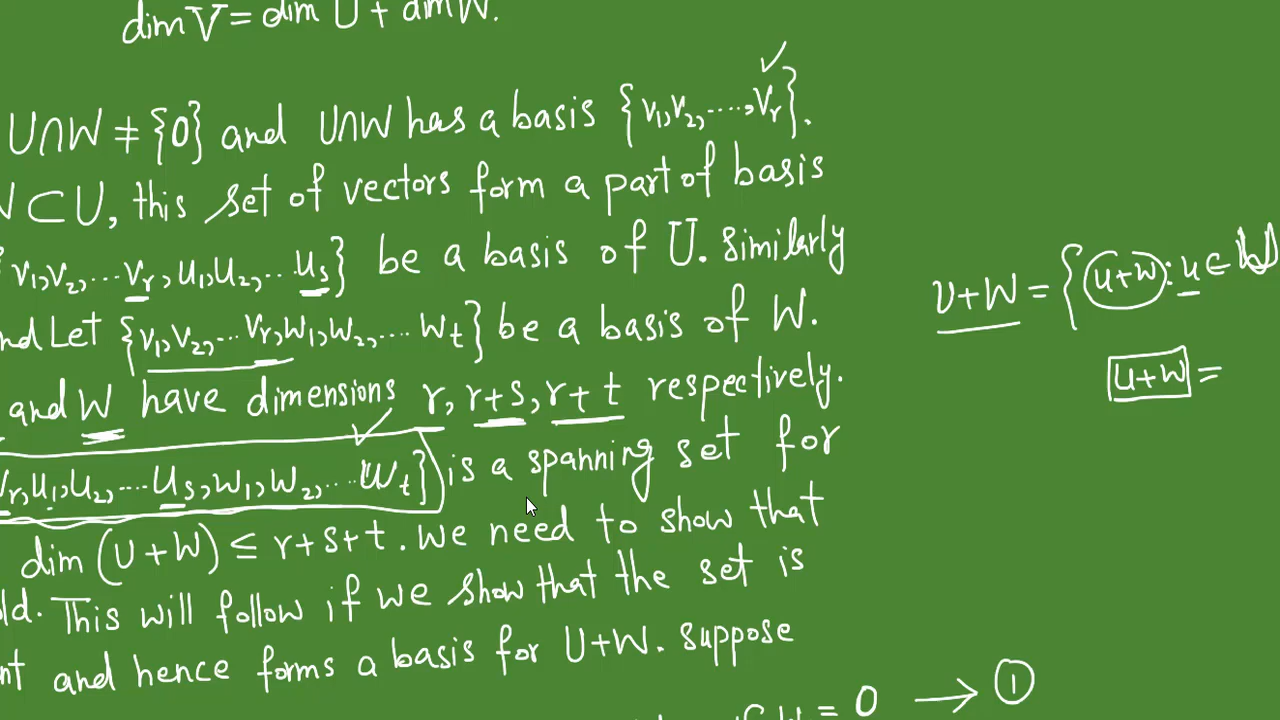 dim V = dim U + dim W.
U∩W ≠ {0} and U∩W has a basis {v₁,v₂,....,vᵣ}.
W ⊂ U, this set of vectors form a part of basis
{v₁,v₂,...vᵣ,u₁,u₂,... uₛ} be a basis of U. Similarly
and Let {v₁,v₂,...vᵣ,w₁,w₂,... wₜ} be a basis of W.
and W have dimensions r, r+s, r+t respectively.
vᵣ,u₁,u₂,....uₛ,w₁,w₂,...wₜ} is a spanning set for
dim (U+W) ≤ r+s+t. We need to show that
ld. This will follow if we show that the set is
nt and hence forms a basis for U+W. suppose
W = 0 → ①
U+W = {u+w : u ∈
u+w =